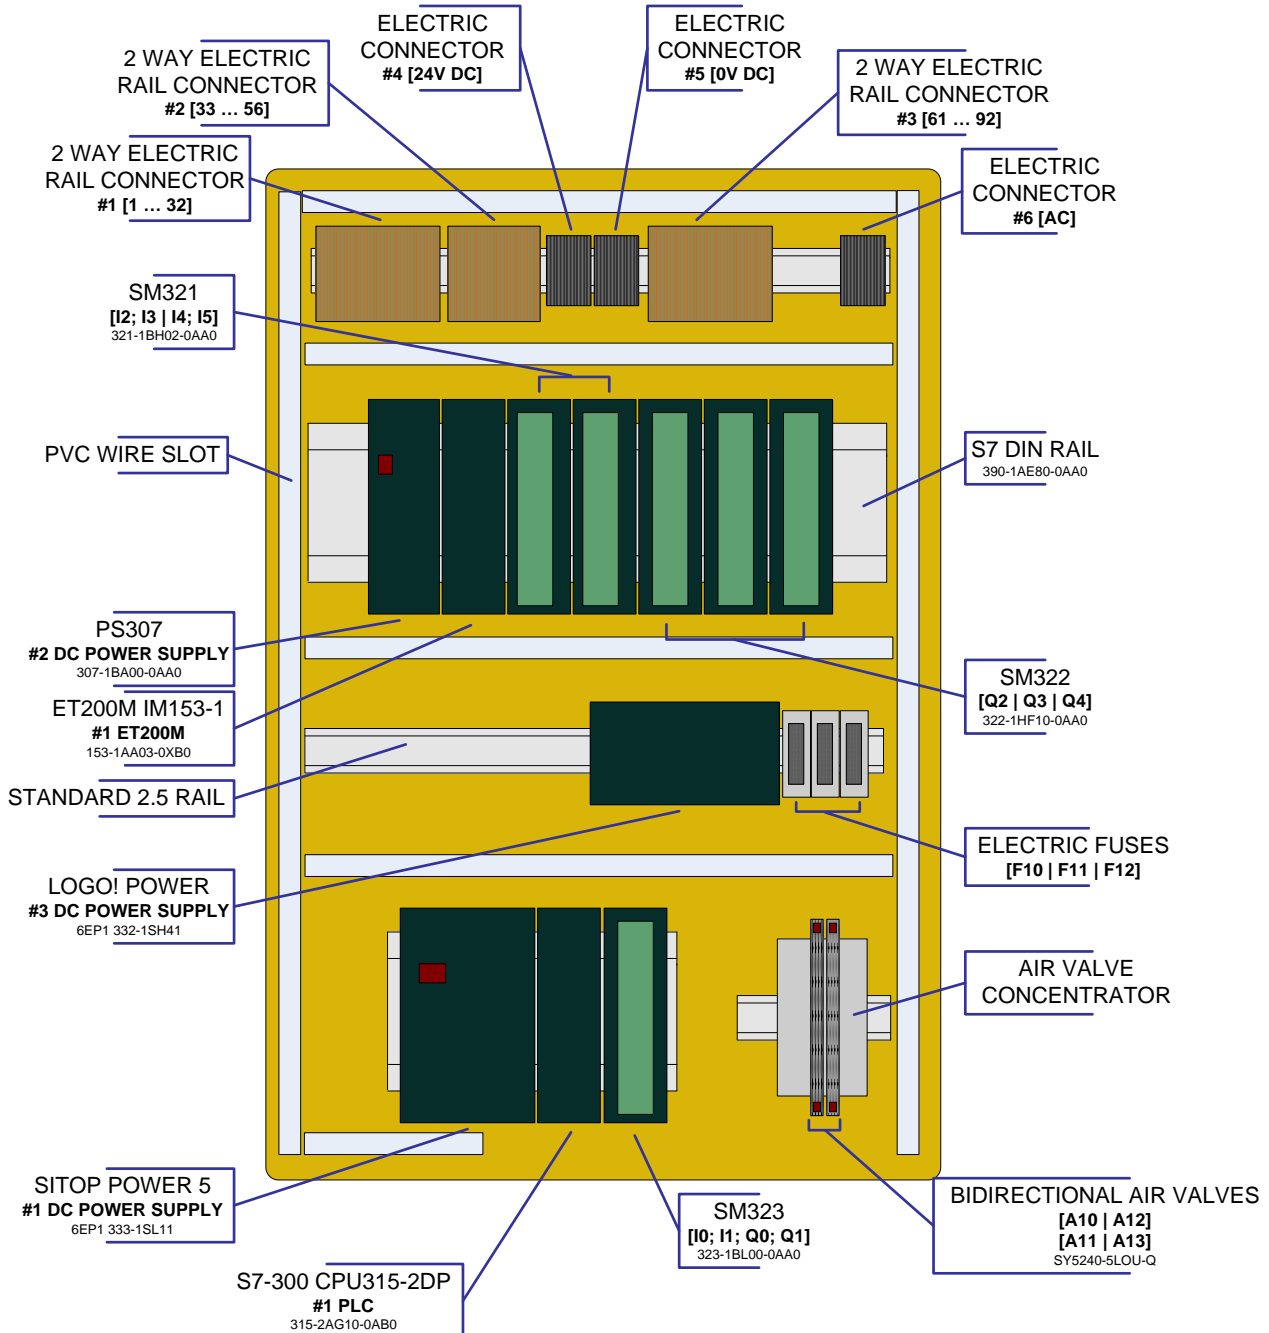 ELECTRIC
CONNECTOR
#4 [24V DC]
ELECTRIC
CONNECTOR
#5 [0V DC]
2 WAY ELECTRIC
RAIL CONNECTOR
#2 [33 … 56]
2 WAY ELECTRIC
RAIL CONNECTOR
#3 [61 … 92]
2 WAY ELECTRIC
RAIL CONNECTOR
#1 [1 … 32]
ELECTRIC
CONNECTOR
#6 [AC]
SM321
[I2; I3 | I4; I5]
321-1BH02-0AA0
PVC WIRE SLOT
S7 DIN RAIL
390-1AE80-0AA0
PS307
#2 DC POWER SUPPLY
307-1BA00-0AA0
SM322
[Q2 | Q3 | Q4]
322-1HF10-0AA0
ET200M IM153-1
#1 ET200M
153-1AA03-0XB0
STANDARD 2.5 RAIL
ELECTRIC FUSES
[F10 | F11 | F12]
LOGO! POWER
#3 DC POWER SUPPLY
6EP1 332-1SH41
AIR VALVE
CONCENTRATOR
SITOP POWER 5
#1 DC POWER SUPPLY
6EP1 333-1SL11
SM323
[I0; I1; Q0; Q1]
323-1BL00-0AA0
BIDIRECTIONAL AIR VALVES
[A10 | A12]
[A11 | A13]
SY5240-5LOU-Q
S7-300 CPU315-2DP
#1 PLC
315-2AG10-0AB0